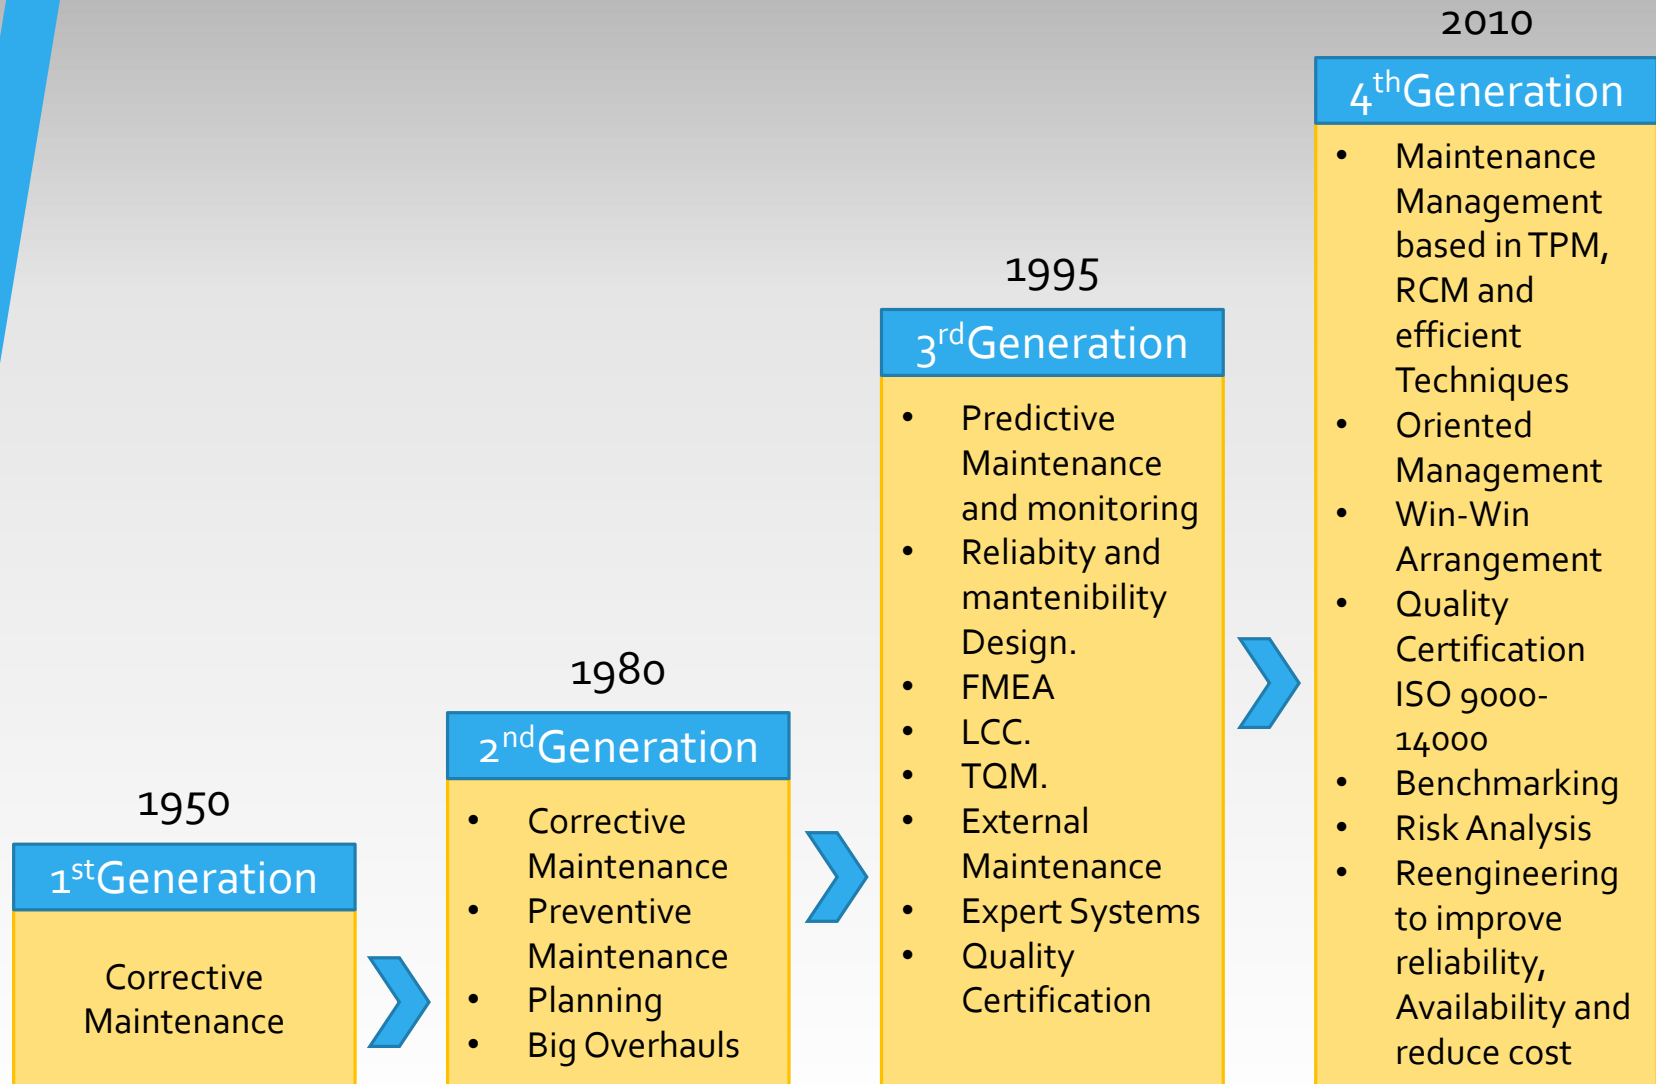 1950
1stGeneration
Corrective
Maintenance
1980
2ndGeneration
• Corrective
Maintenance
• Preventive
Maintenance
• Planning
• Big Overhauls
1995
3rdGeneration
• Predictive
Maintenance
and monitoring
• Reliabity and
mantenibility
Design.
• FMEA
• LCC.
• TQM.
• External
Maintenance
• Expert Systems
• Quality
Certification
2010
4thGeneration
• Maintenance
Management
based in TPM,
RCM and
efficient
Techniques
• Oriented
Management
• Win-Win
Arrangement
• Quality
Certification
ISO 9000-
14000
• Benchmarking
• Risk Analysis
• Reengineering
to improve
reliability,
Availability and
reduce cost